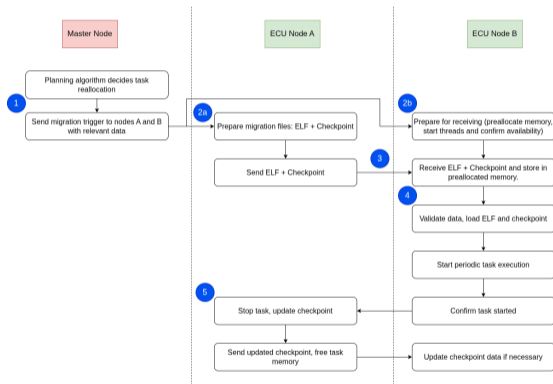 Master Node
ECU Node A
ECU Node B
Planning algorithm decides task
reallocation
1
Send migration trigger to nodes A and B
with relevant data
2a
Prepare migration files: ELF + Checkpoint
2b
Prepare for receiving (preallocate memory,
start threads and confirm availability)
Send ELF + Checkpoint
3
Receive ELF + Checkpoint and store in
preallocated memory.
4
Validate data, load ELF and checkpoint
Start periodic task execution
5
Stop task, update checkpoint
Confirm task started
Send updated checkpoint, free task
memory
Update checkpoint data if necessary